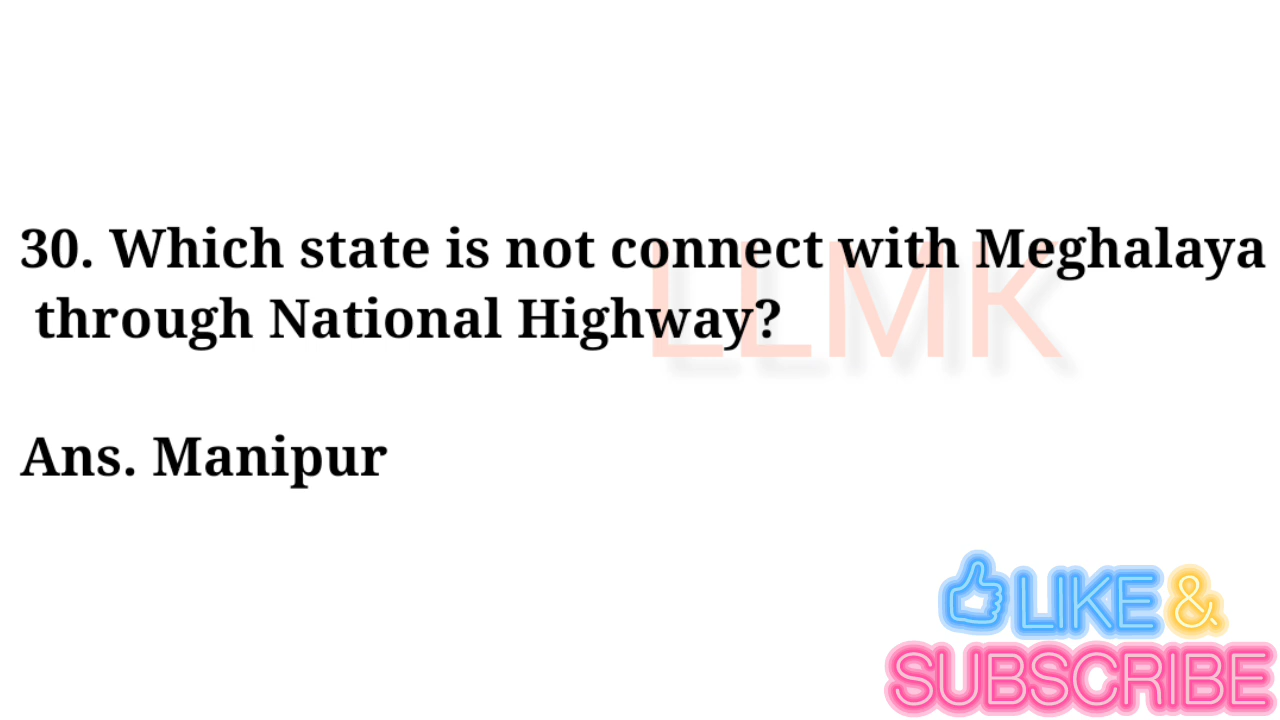 30. Which state is not connect with Meghalaya
through National Highway?
LLMK
Ans. Manipur
LIKE &
SUBSCRIBE